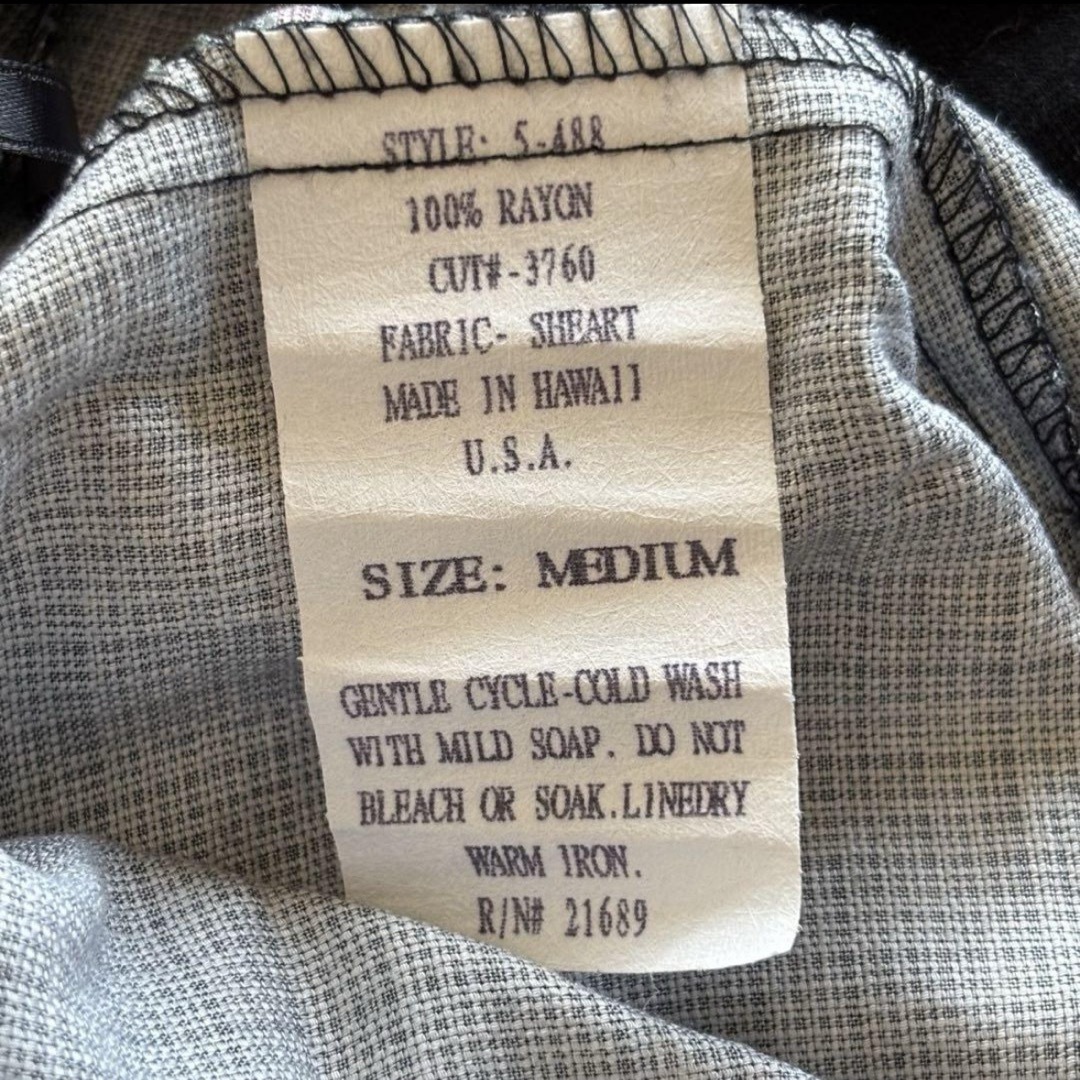 STYLE: 5-488
100% RAYON
CUT#-3760
FABRIC- SHEART
MADE IN HAWAII
U.S.A.
SIZE: MEDIUM
GENTLE CYCLE-COLD WASH
WITH MILD SOAP. DO NOT
BLEACH OR SOAK.LINEDRY
WARM IRON.
R/N# 21689